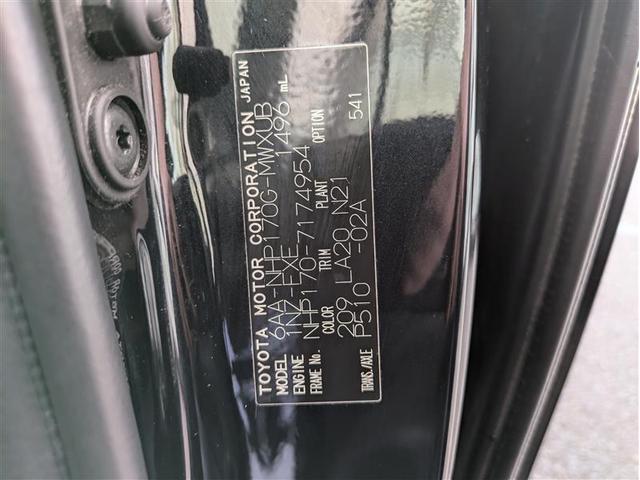 TOYOTA MOTOR CORPORATION JAPAN
MODEL 6AA-NHP170G-MWXUB
ENGINE 1NZ-FXE 1496 mL
FRAME No. NHP170-7174954
COLOR TRIM PLANT OPTION
209 LA20 N21 541
TRANS./AXLE P510 -02A